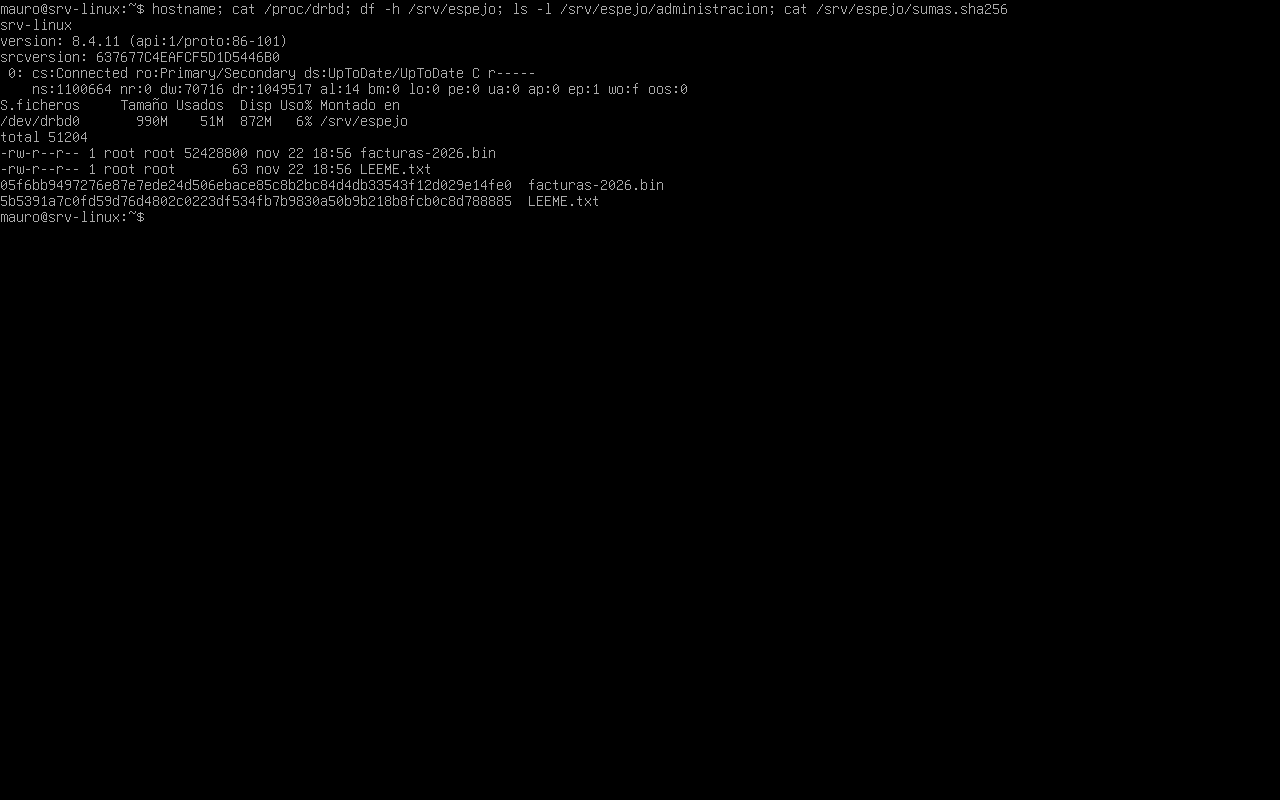 mauro@srv-linux:~$ hostname; cat /proc/drbd; df -h /srv/espejo; ls -l /srv/espejo/administracion; cat /srv/espejo/sumas.sha256
srv-linux
version: 8.4.11 (api:1/proto:86-101)
srcversion: 637677C4EAFCF5D1D5446B0
 0: cs:Connected ro:Primary/Secondary ds:UpToDate/UpToDate C r-----
    ns:1100664 nr:0 dw:70716 dr:1049517 al:14 bm:0 lo:0 pe:0 ua:0 ap:0 ep:1 wo:f oos:0
S.ficheros     Tamaño Usados  Disp Uso% Montado en
/dev/drbd0       990M    51M  872M   6% /srv/espejo
total 51204
-rw-r--r-- 1 root root 52428800 nov 22 18:56 facturas-2026.bin
-rw-r--r-- 1 root root       63 nov 22 18:56 LEEME.txt
05f6bb9497276e87e7ede24d506ebace85c8b2bc84d4db33543f12d029e14fe0  facturas-2026.bin
5b5391a7c0fd59d76d4802c0223df534fb7b9830a50b9b218b8fcb0c8d788885  LEEME.txt
mauro@srv-linux:~$